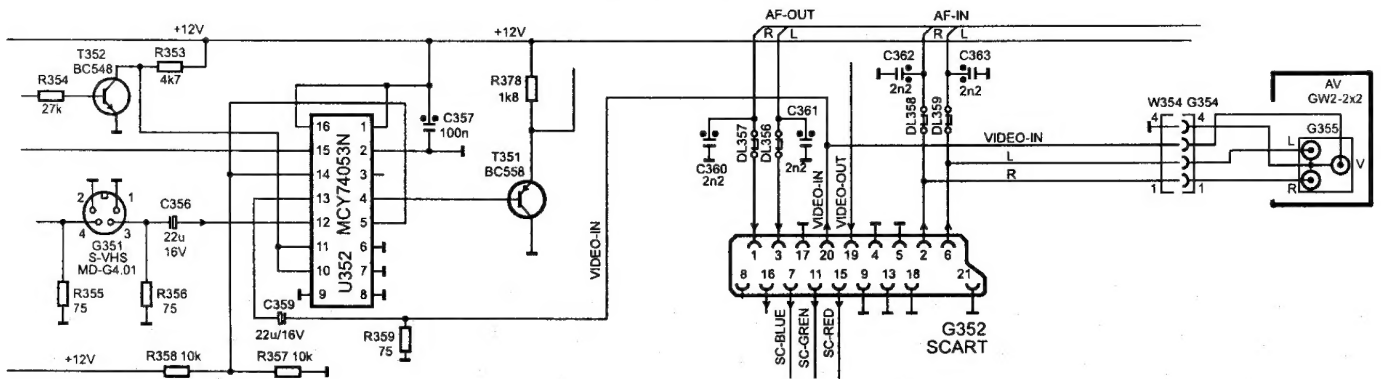 AF-OUT
AF-IN
+12V
+12V
R L
R L
T352
BC548
R353
4k7
C362
2n2
C363
2n2
R354
27k
R378
1k8
AV
GW2-2x2
C357
100n
C361
2n2
DL358
DL359
W354 G354
4 4
G355
16 1
15 2
14 3
13 4
12 5
11 6
10 7
9 8
MCY74053N
U352
T351
BC558
DL357
DL356
C360
2n2
VIDEO-IN
L
R
1 1
L
V
R
2 1
4 3
G351
S-VHS
MD-G4.01
C356
22u
16V
VIDEO-IN
VIDEO-IN
VIDEO-OUT
1 3 17 20 19 4 5 2 6
8 16 7 11 15 9 13 18 21
R355
75
R356
75
C359
22u/16V
R359
75
SC-BLUE
SC-GREN
SC-RED
G352
SCART
+12V
R358 10k
R357 10k